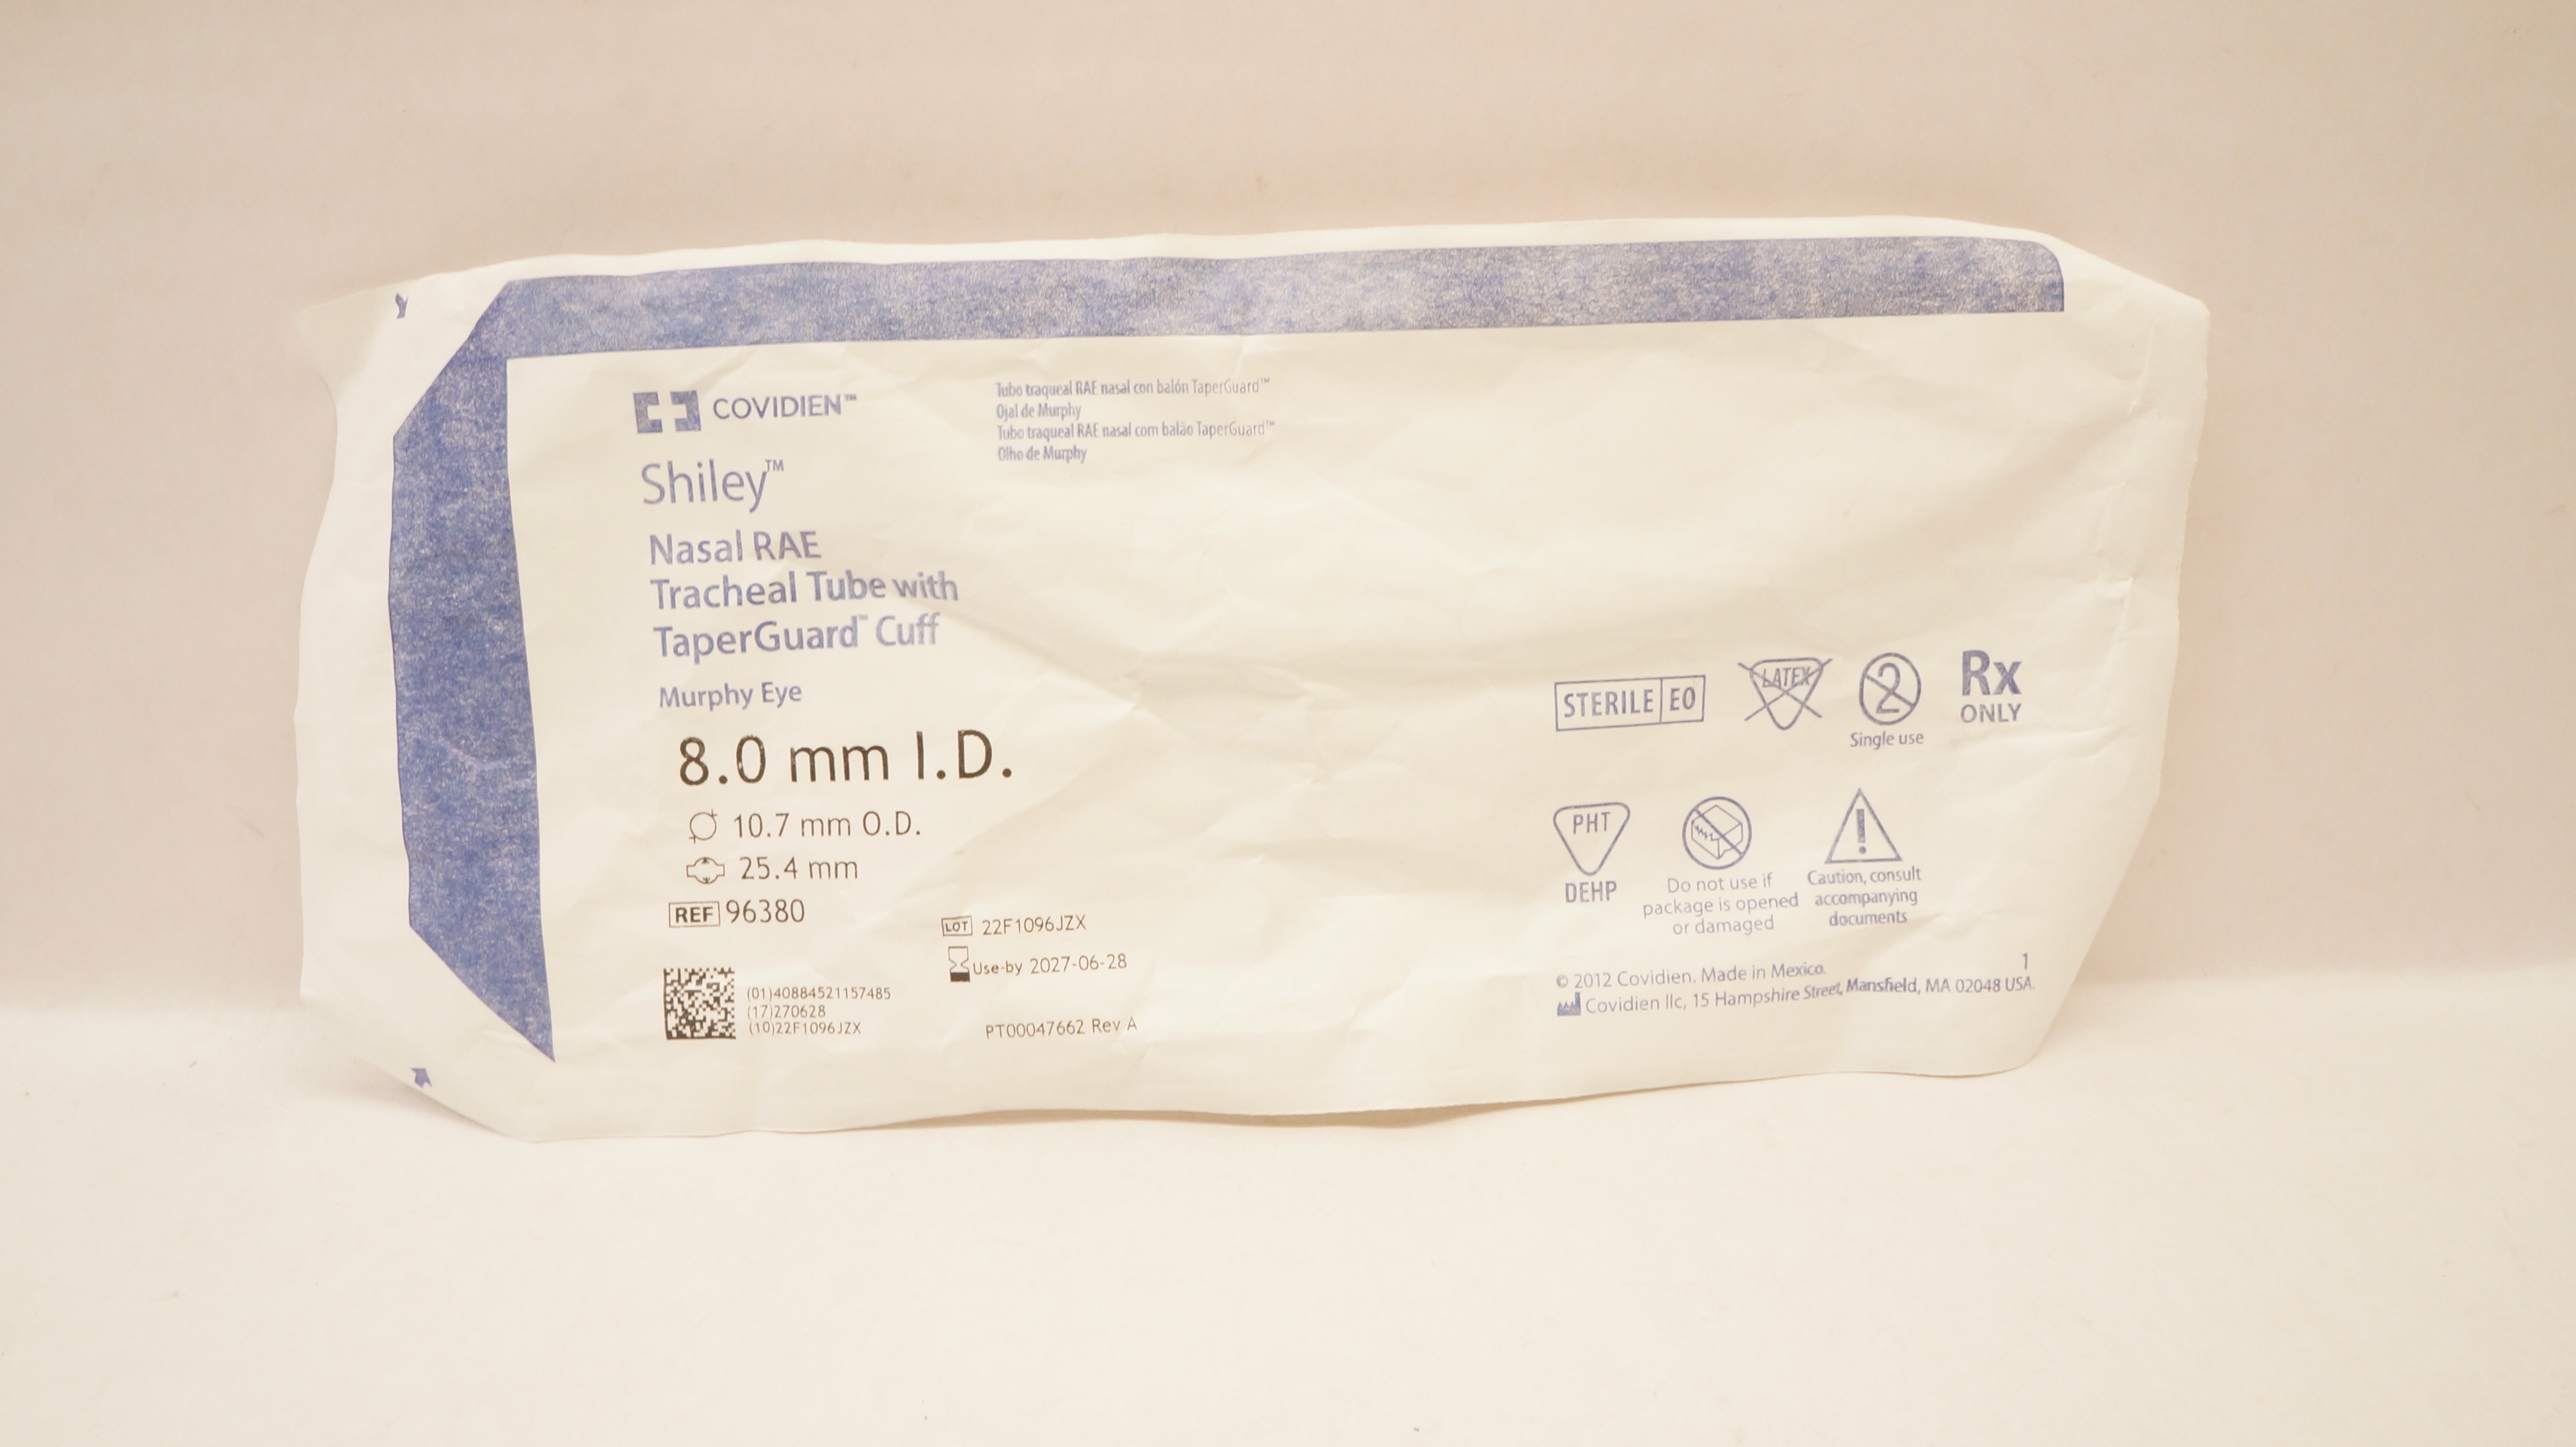 COVIDIEN™
Shiley™
Nasal RAE
Tracheal Tube with
TaperGuard™ Cuff
Murphy Eye
8.0 mm I.D.
10.7 mm O.D.
25.4 mm
REF 96380
(01)40884521157485
(17)270628
(10)22F1096JZX
Tubo traqueal RAE nasal con balón TaperGuard™
Ojal de Murphy
Tubo traqueal RAE nasal com balão TaperGuard™
Olho de Murphy
LOT 22F1096JZX
Use-by 2027-06-28
PT00047662 Rev A
STERILE EO
LATEX
2
Single use
Rx
ONLY
PHT
DEHP
Do not use if
package is opened
or damaged
Caution, consult
accompanying
documents
1
© 2012 Covidien. Made in Mexico.
Covidien llc, 15 Hampshire Street, Mansfield, MA 02048 USA.